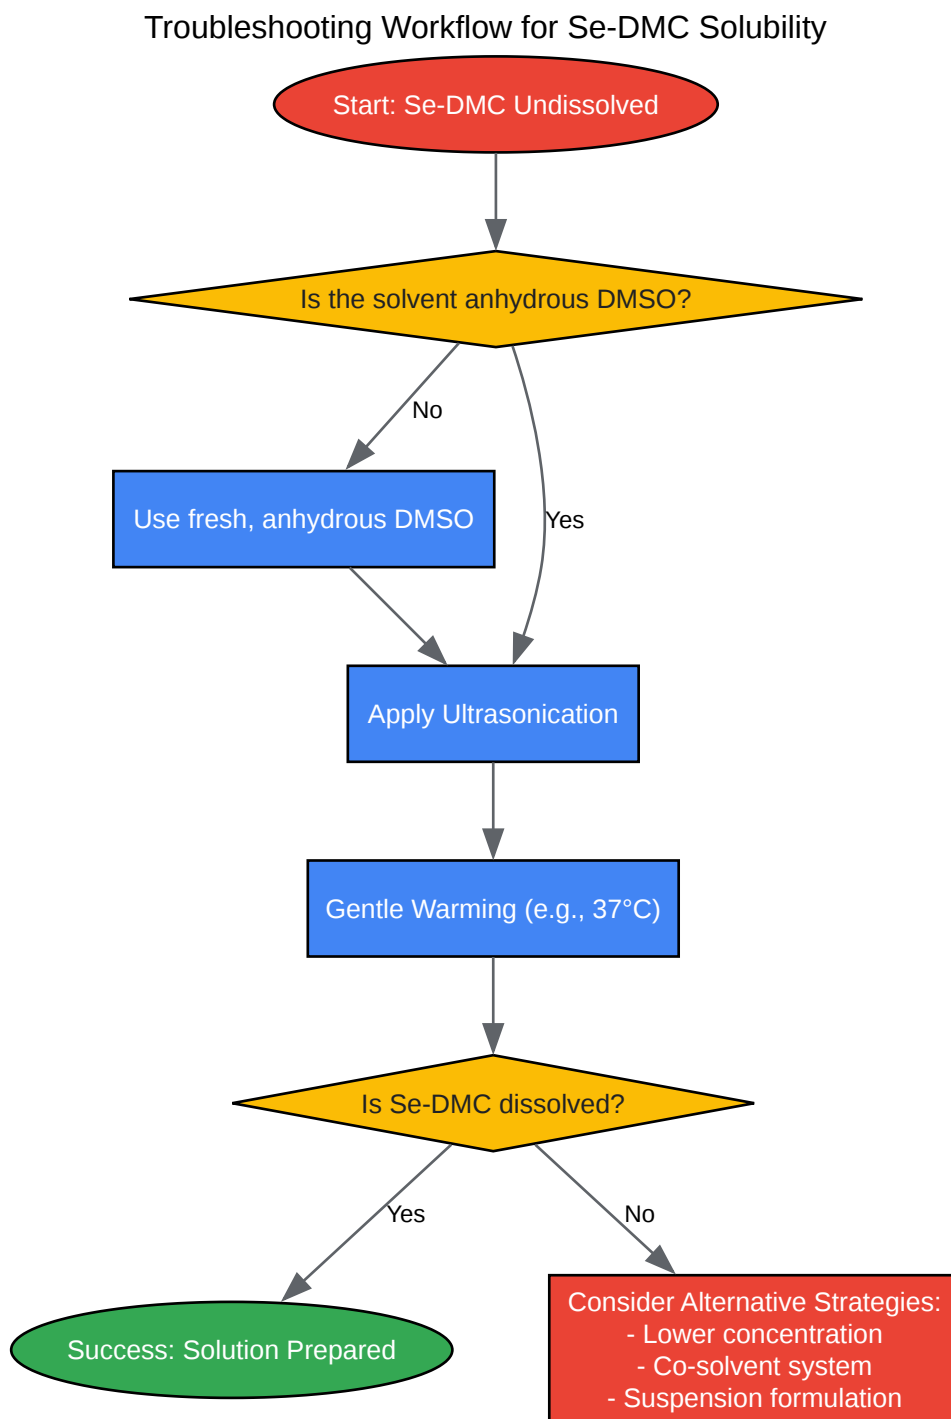 Troubleshooting Workflow for Se-DMC Solubility
Start: Se-DMC Undissolved
Is the solvent anhydrous DMSO?
No
Use fresh, anhydrous DMSO
Yes
Apply Ultrasonication
Gentle Warming (e.g., 37°C)
Is Se-DMC dissolved?
Yes
No
Success: Solution Prepared
Consider Alternative Strategies:
- Lower concentration
- Co-solvent system
- Suspension formulation